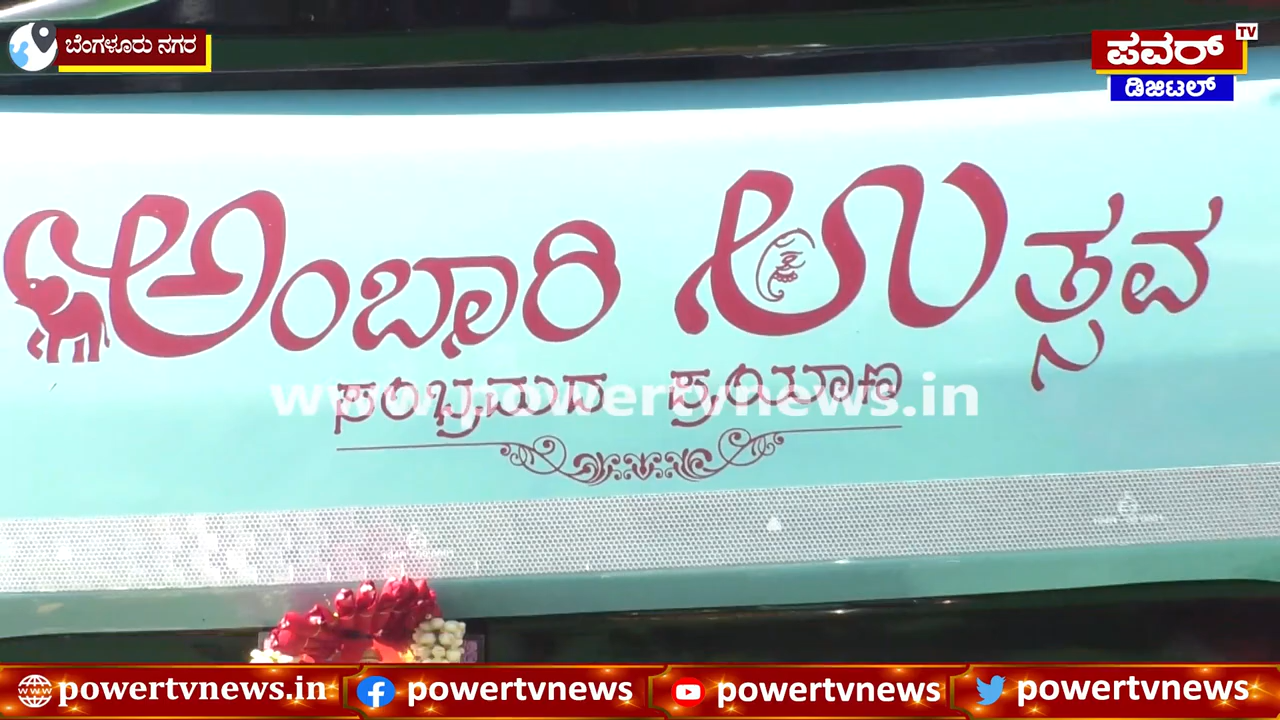 ಬೆಂಗಳೂರು ನಗರ
ಪವರ್ TV
ಡಿಜಿಟಲ್
ಅಂಬಾರಿ ಉತ್ಸವ
ಸಂಭ್ರಮದ ಪ್ರಯಾಣ
www.powertvnews.in
powertvnews.in powertvnews powertvnews powertvnews